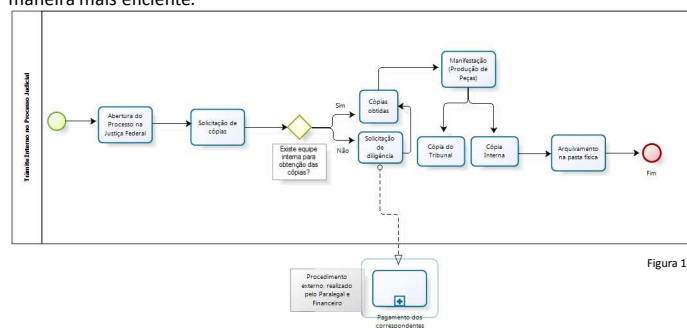 maneira mais eficiente.
Trâmite Interno no Processo Judicial
Abertura do
Processo na
Justiça Federal
Solicitação de
cópias
Existe equipe
interna para
obtenção das
cópias?
Sim
Não
Cópias
obtidas
Solicitação
de
diligência
Manifestação
(Produção de
Peças)
Cópia do
Tribunal
Cópia
Interna
Arquivamento
na pasta física
Fim
Figura 1
Procedimento
externo, realizado
pelo Paralegal e
Financeiro
Pagamento dos
correspondentes